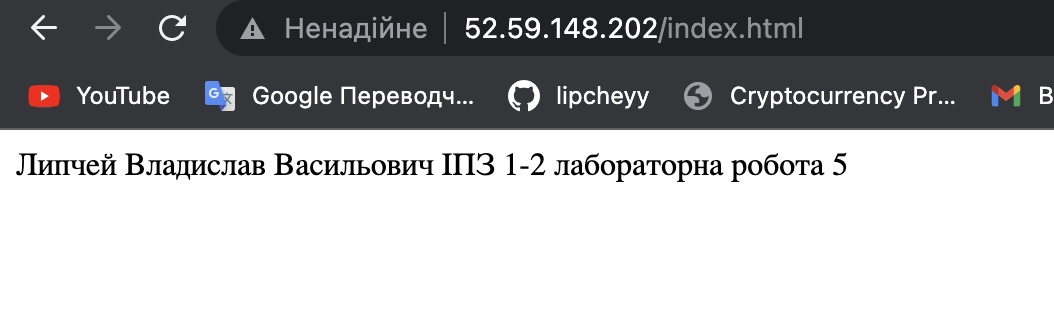 Ненадійне | 52.59.148.202/index.html
YouTube Google Переводч... lipcheyy Cryptocurrency Pr... B
Липчей Владислав Васильович ІПЗ 1-2 лабораторна робота 5